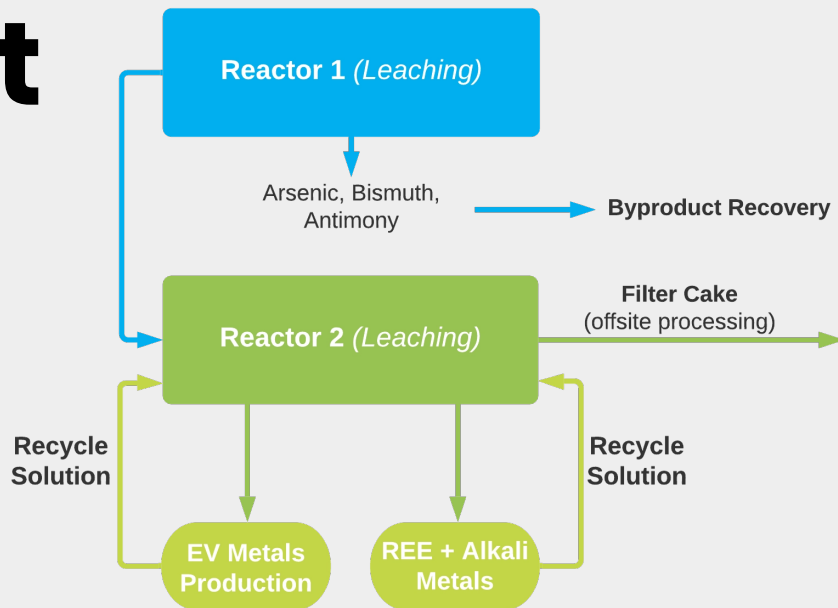 t
Reactor 1 (Leaching)
Arsenic, Bismuth,
Antimony
Byproduct Recovery
Filter Cake
(offsite processing)
Reactor 2 (Leaching)
Recycle
Solution
Recycle
Solution
EV Metals
Production
REE + Alkali
Metals